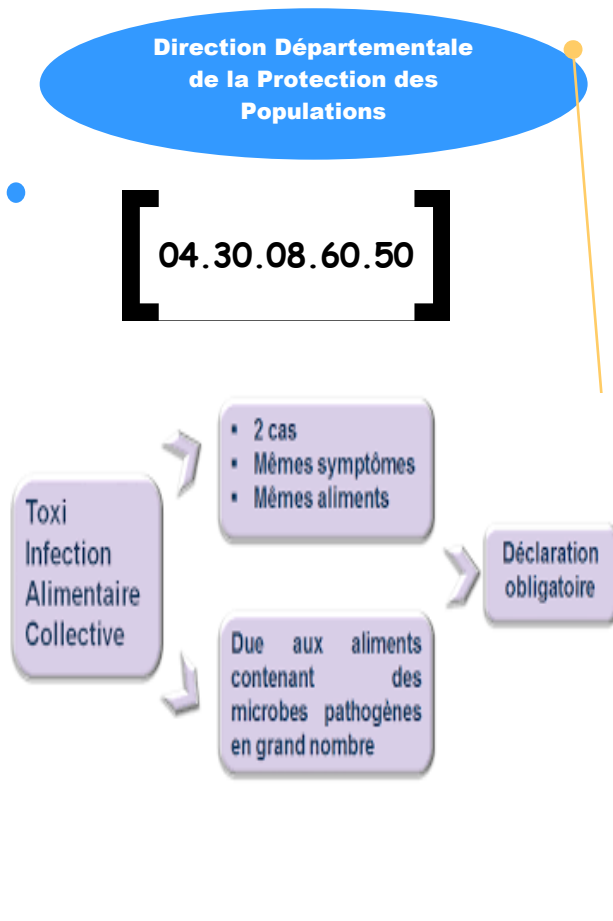 Direction Départementale
de la Protection des
Populations
04.30.08.60.50
▪ 2 cas
▪ Mêmes symptômes
▪ Mêmes aliments
Toxi
Infection
Alimentaire
Collective
Déclaration
obligatoire
Due aux aliments
contenant des
microbes pathogènes
en grand nombre